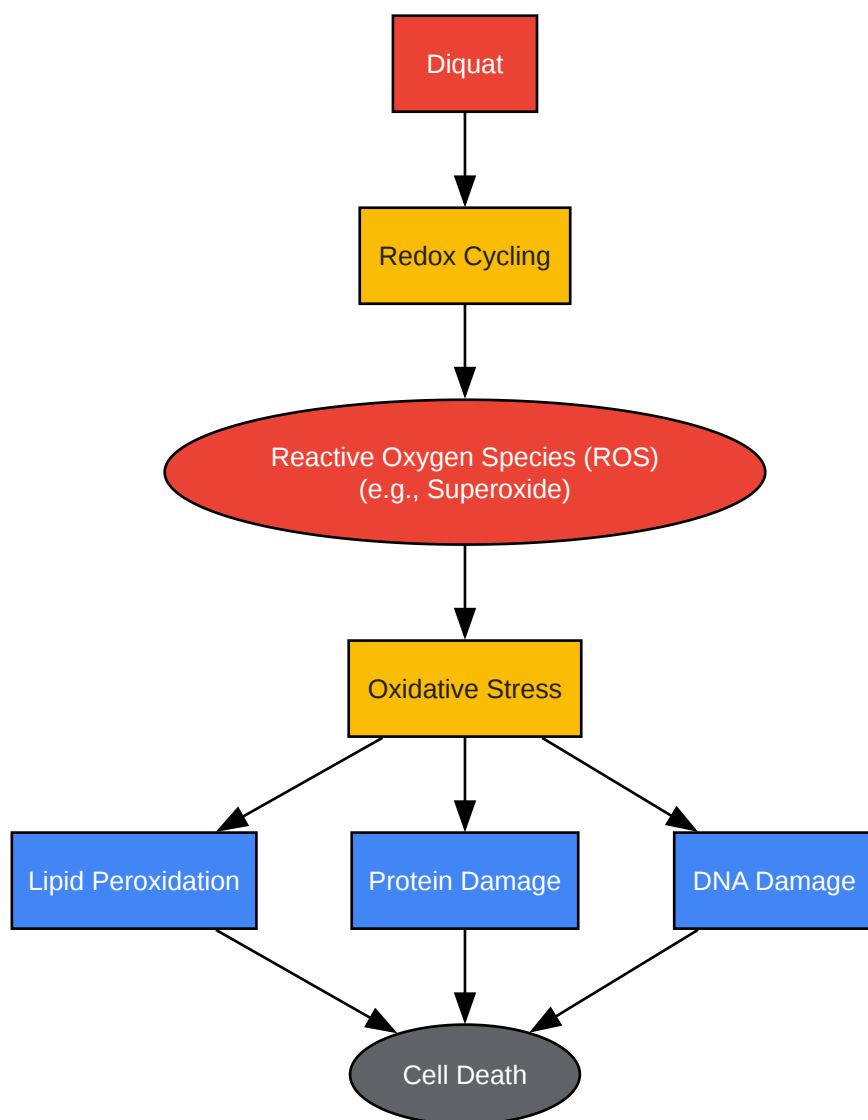 Diquat
Redox Cycling
Reactive Oxygen Species (ROS)
(e.g., Superoxide)
Oxidative Stress
Lipid Peroxidation
Protein Damage
DNA Damage
Cell Death